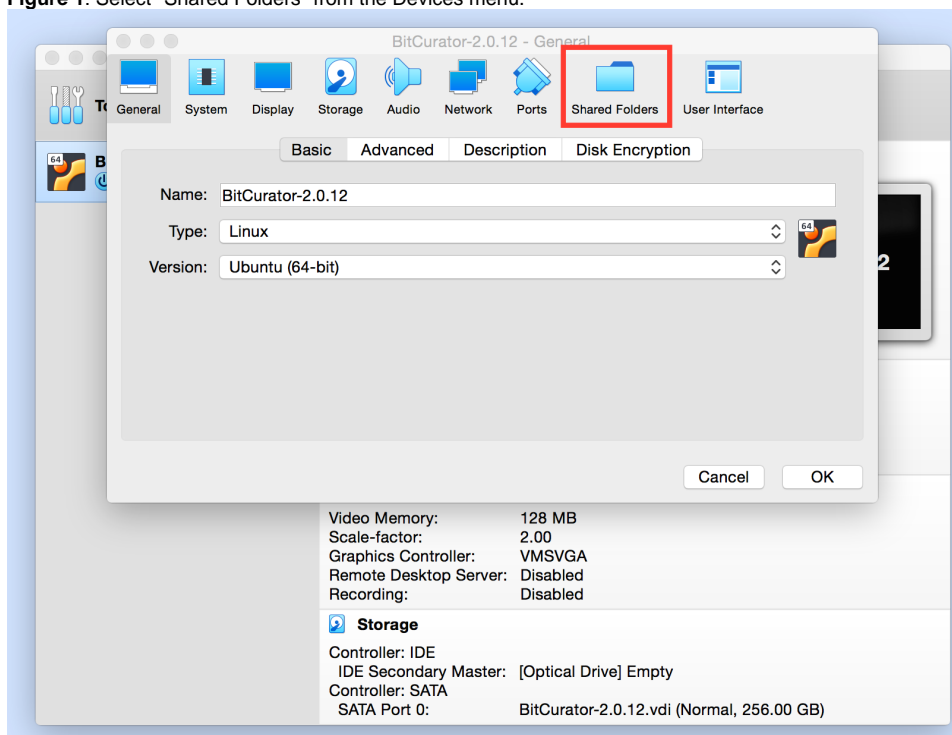 Figure 1. Select "Shared Folders" from the Devices menu.
BitCurator-2.0.12 - General
General System Display Storage Audio Network Ports Shared Folders User Interface
To
64 B
Basic Advanced Description Disk Encryption
Name: BitCurator-2.0.12
Type: Linux 64
Version: Ubuntu (64-bit)
2
Cancel OK
Video Memory: 128 MB
Scale-factor: 2.00
Graphics Controller: VMSVGA
Remote Desktop Server: Disabled
Recording: Disabled
Storage
Controller: IDE
IDE Secondary Master: [Optical Drive] Empty
Controller: SATA
SATA Port 0: BitCurator-2.0.12.vdi (Normal, 256.00 GB)